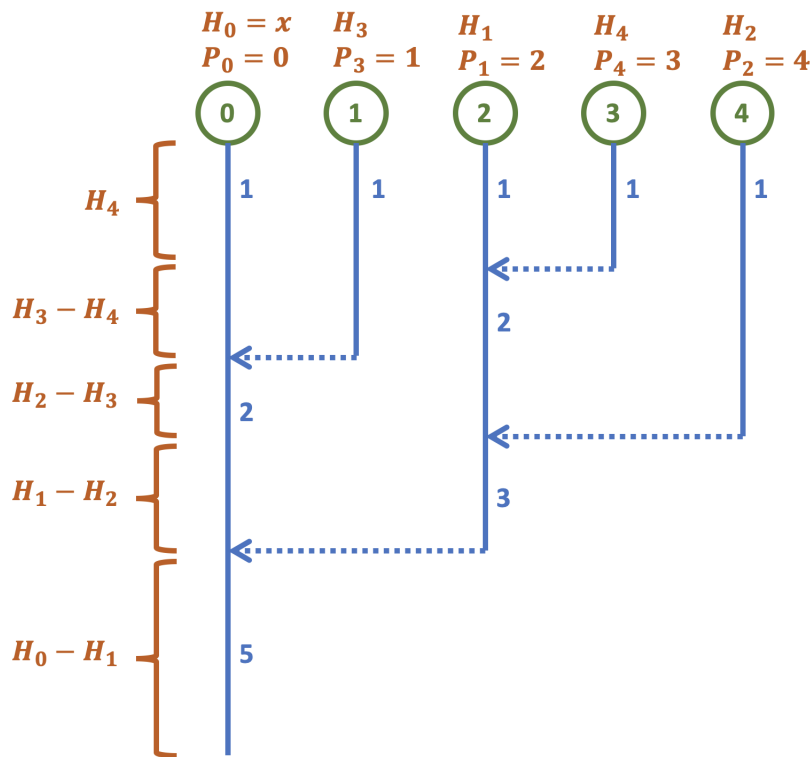 H₀ = x H₃ H₁ H₄ H₂
P₀ = 0 P₃ = 1 P₁ = 2 P₄ = 3 P₂ = 4
0 1 2 3 4
1 1 1 1 1
H₄
H₃ − H₄
2
H₂ − H₃
2
H₁ − H₂
3
H₀ − H₁
5